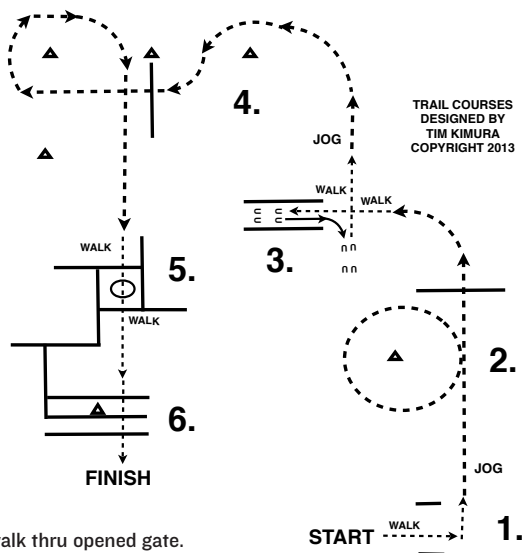 4.
TRAIL COURSES
DESIGNED BY
TIM KIMURA
COPYRIGHT 2013
JOG
WALK
WALK
3.
WALK
5.
WALK
2.
6.
FINISH
JOG
START
WALK
1.
walk thru opened gate.